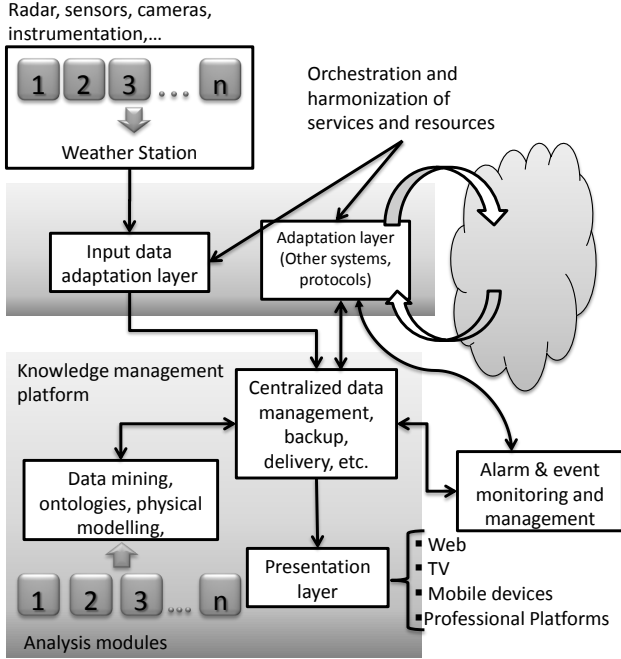 Radar, sensors, cameras,
instrumentation,...
1 2 3 ... n
Weather Station
Orchestration and
harmonization of
services and resources
Input data
adaptation layer
Adaptation layer
(Other systems,
protocols)
Knowledge management
platform
Centralized data
management,
backup,
delivery, etc.
Data mining,
ontologies, physical
modelling,
Alarm & event
monitoring and
management
1 2 3 ... n
Analysis modules
Presentation
layer
▪ Web
▪ TV
▪ Mobile devices
▪ Professional Platforms